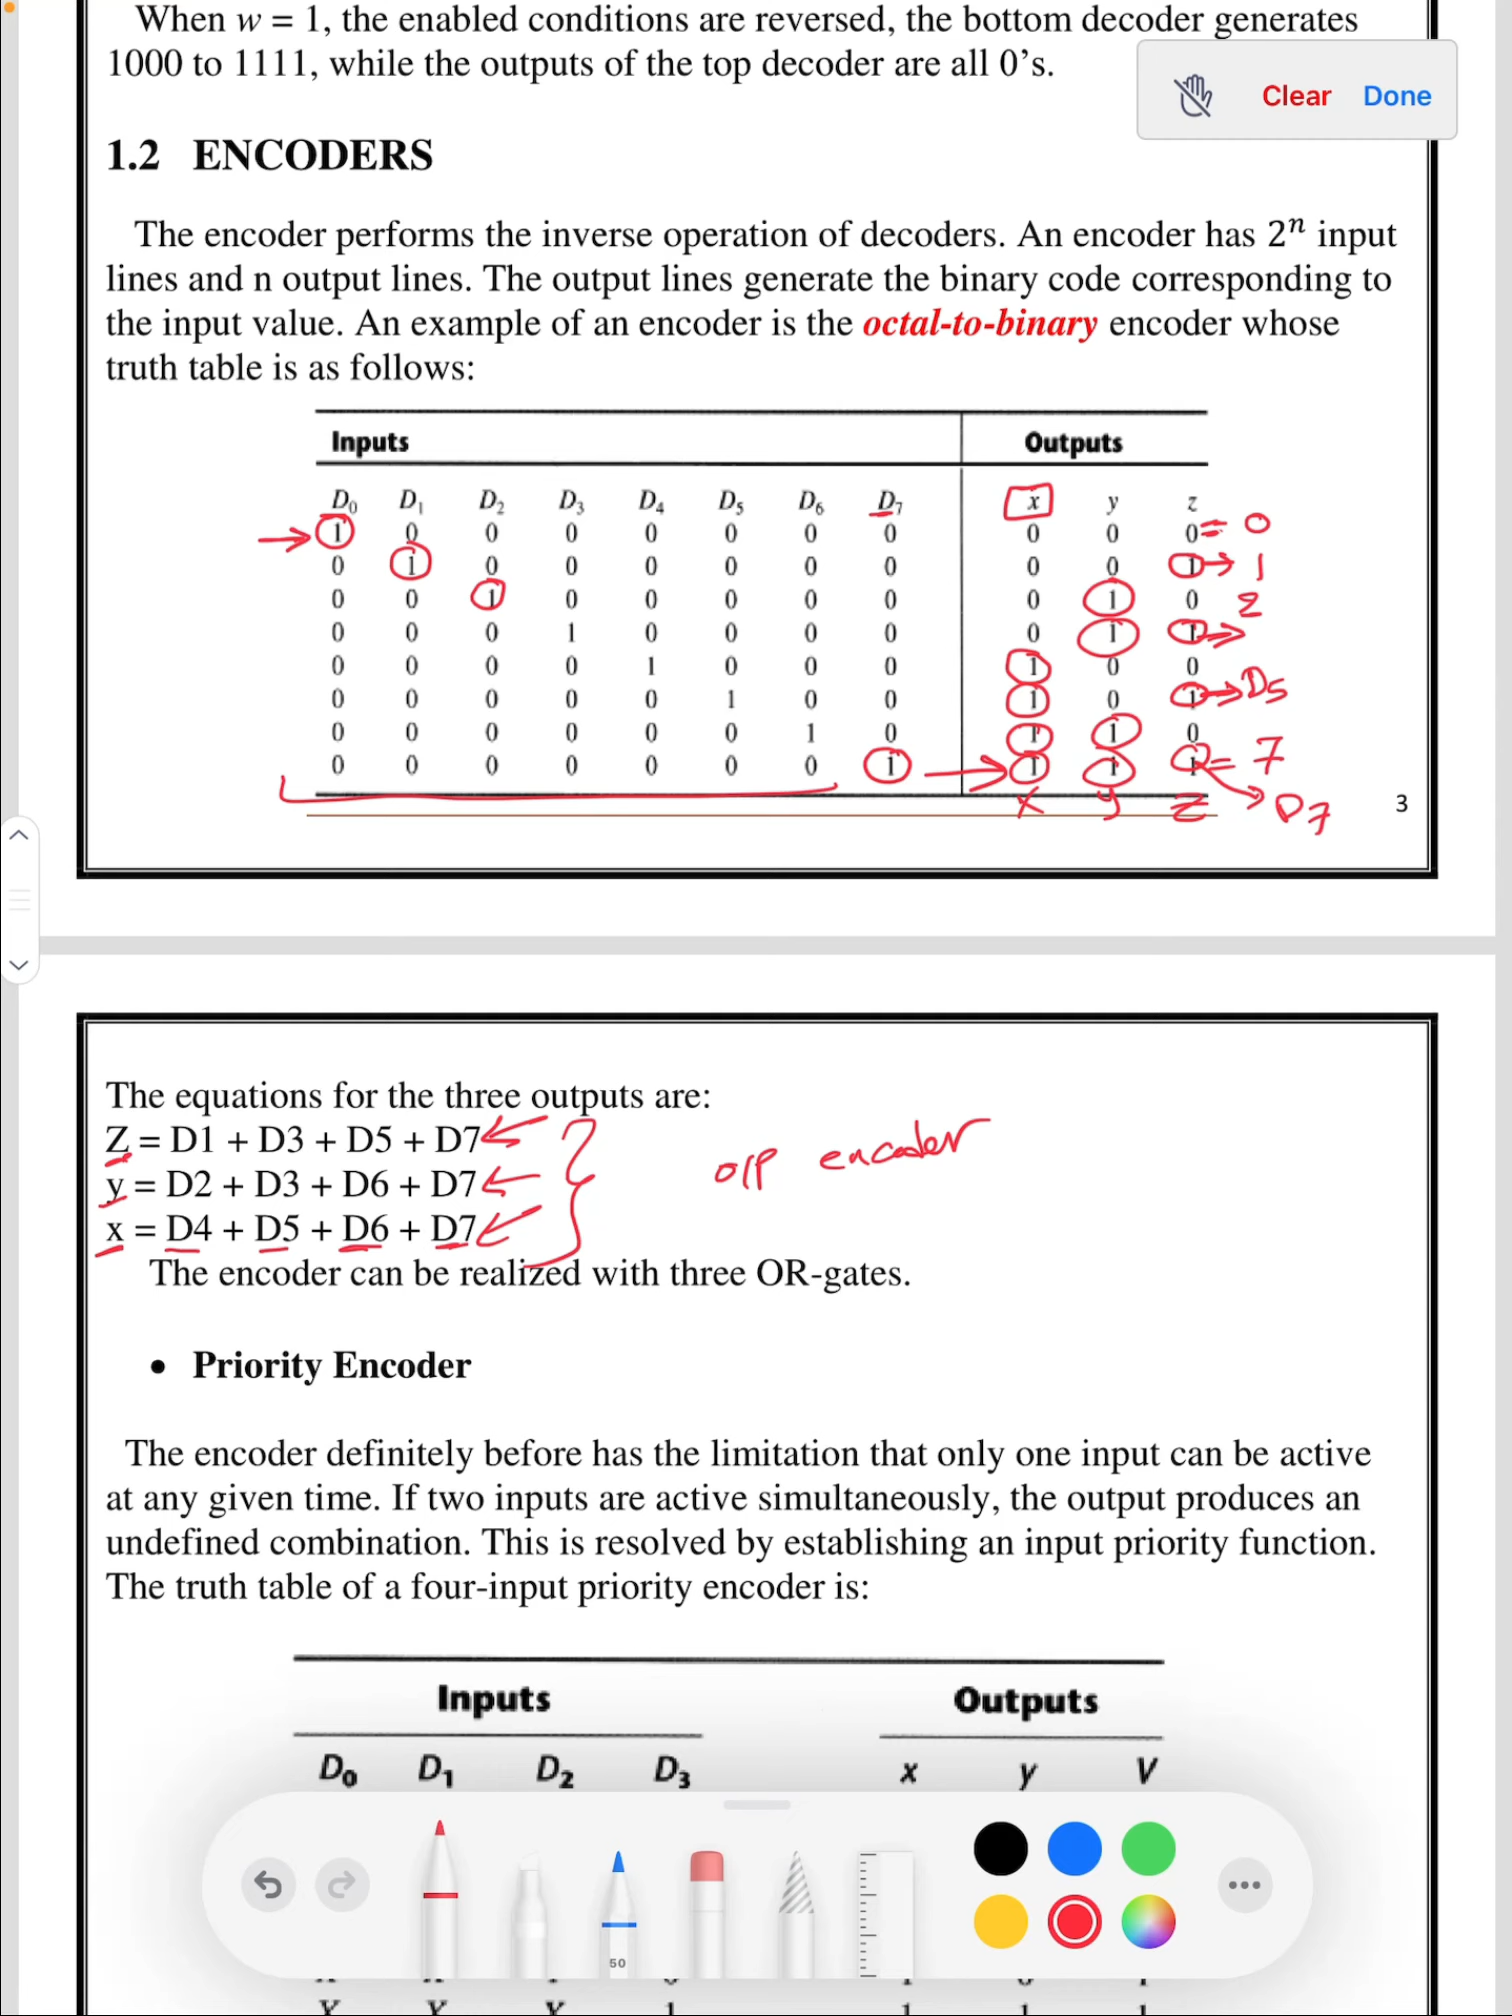 When w = 1, the enabled conditions are reversed, the bottom decoder generates
1000 to 1111, while the outputs of the top decoder are all 0’s.
Clear Done
1.2 ENCODERS
The encoder performs the inverse operation of decoders. An encoder has 2ⁿ input
lines and n output lines. The output lines generate the binary code corresponding to
the input value. An example of an encoder is the octal-to-binary encoder whose
truth table is as follows:
Inputs Outputs
D₀ D₁ D₂ D₃ D₄ D₅ D₆ D₇ x y z
1 0 0 0 0 0 0 0 0 0 0 = 0
0 1 0 0 0 0 0 0 0 0 1 → 1
0 0 1 0 0 0 0 0 0 1 0 2
0 0 0 1 0 0 0 0 0 1 1 →
0 0 0 0 1 0 0 0 1 0 0
0 0 0 0 0 1 0 0 1 0 1 → D5
0 0 0 0 0 0 1 0 1 1 0
0 0 0 0 0 0 0 1 → 1 1 1 = 7
x y z → D7
3
The equations for the three outputs are:
Z = D1 + D3 + D5 + D7
y = D2 + D3 + D6 + D7
x = D4 + D5 + D6 + D7
o/p encoder
The encoder can be realized with three OR-gates.
• Priority Encoder
The encoder definitely before has the limitation that only one input can be active
at any given time. If two inputs are active simultaneously, the output produces an
undefined combination. This is resolved by establishing an input priority function.
The truth table of a four-input priority encoder is:
Inputs Outputs
D₀ D₁ D₂ D₃ x y V
50